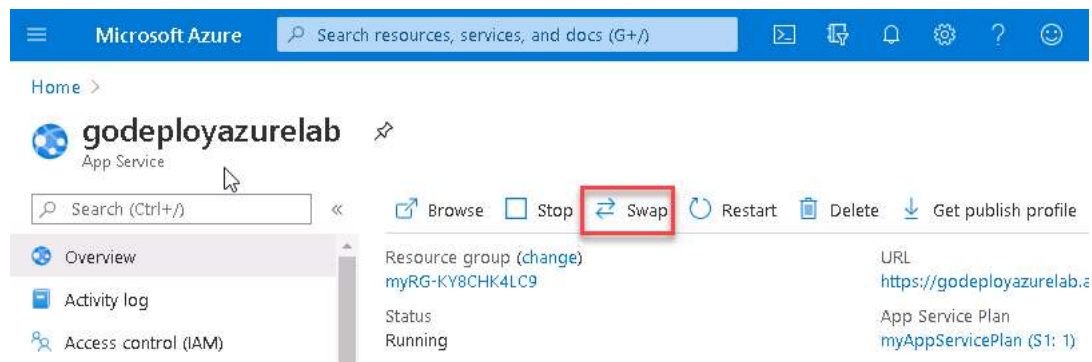 Microsoft Azure Search resources, services, and docs (G+/)
Home >
godeployazurelab
App Service
Search (Ctrl+/) « Browse Stop Swap Restart Delete Get publish profile
Overview
Activity log
Access control (IAM)
Resource group (change)
myRG-KY8CHK4LC9
Status
Running
URL
https://godeployazurelab.a
App Service Plan
myAppServicePlan (S1: 1)